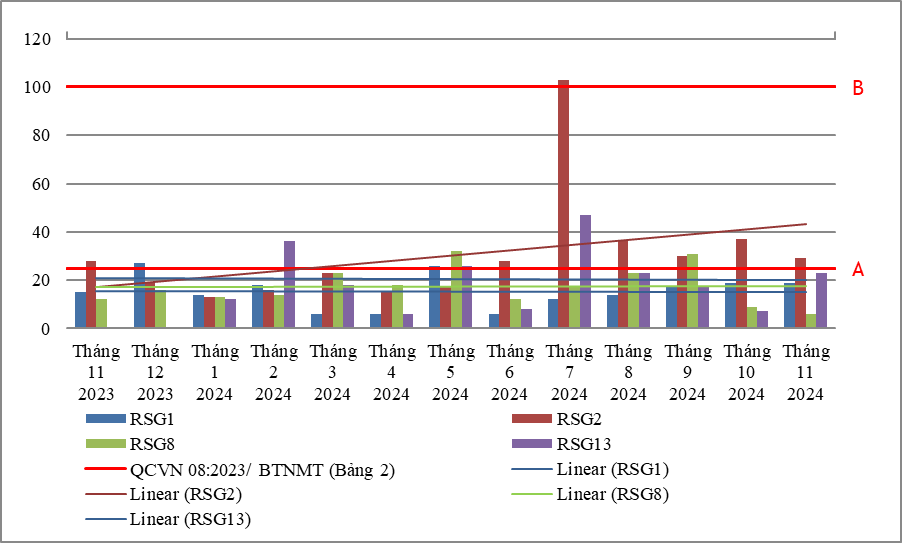 120
100
B
80
60
40
A
20
0
Tháng Tháng Tháng Tháng Tháng Tháng Tháng Tháng Tháng Tháng Tháng Tháng Tháng
11 12 1 2 3 4 5 6 7 8 9 10 11
2023 2023 2024 2024 2024 2024 2024 2024 2024 2024 2024 2024 2024
RSG1 RSG2
RSG8 RSG13
QCVN 08:2023/ BTNMT (Bảng 2) Linear (RSG1)
Linear (RSG2) Linear (RSG8)
Linear (RSG13)